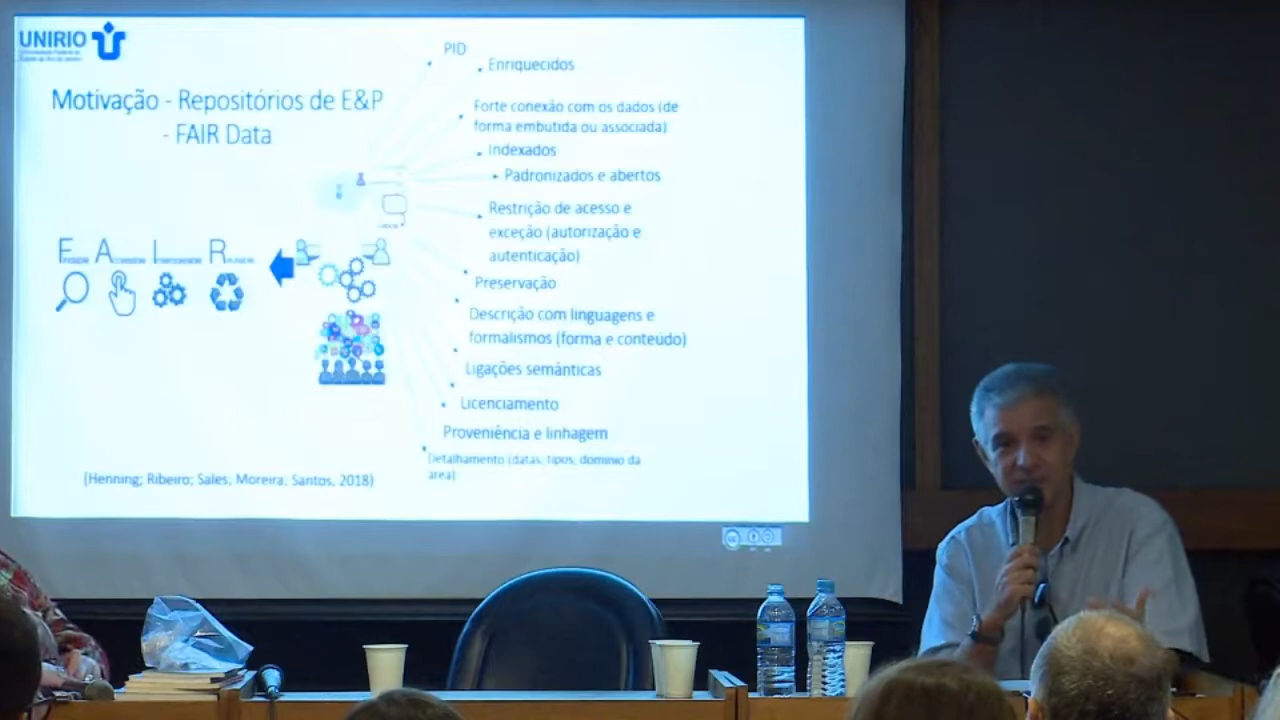 UNIRIO
Motivação - Repositórios de E&P
- FAIR Data
F A I R
(Henning; Ribeiro; Sales; Moreira, Santos, 2018)
PID
Enriquecidos
Forte conexão com os dados (de
forma embutida ou associada)
Indexados
Padronizados e abertos
Restrição de acesso e
exceção (autorização e
autenticação)
Preservação
Descrição com linguagens e
formalismos (forma e conteúdo)
Ligações semânticas
Licenciamento
Proveniência e linhagem
Detalhamento (datas, tipos, domínio da
área)
cc